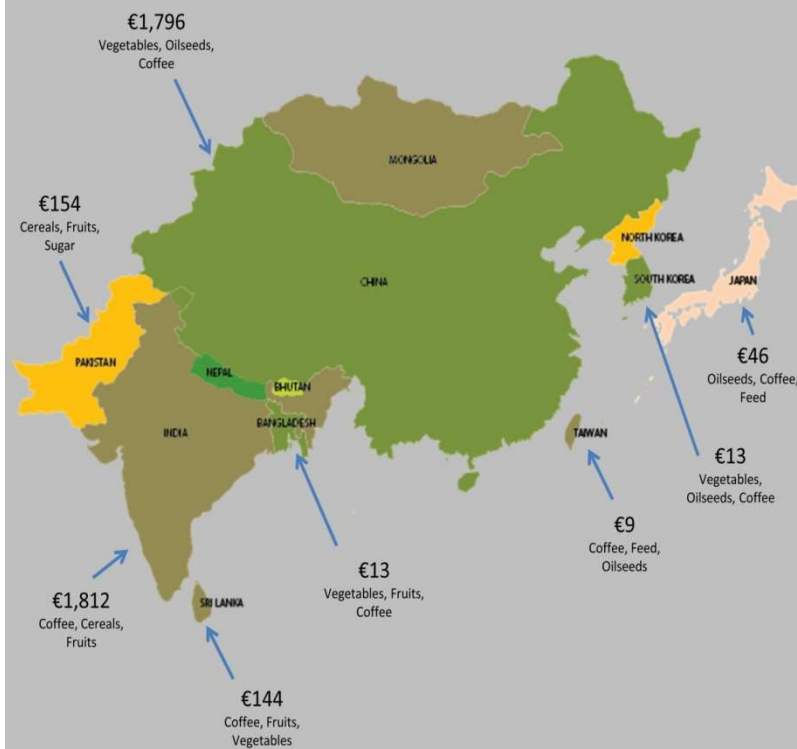 €1,796
Vegetables, Oilseeds,
Coffee
MONGOLIA
€154
Cereals, Fruits,
Sugar
NORTH KOREA
CHINA
SOUTH KOREA
JAPAN
PAKISTAN
NEPAL
BHUTAN
€46
Oilseeds, Coffee,
Feed
BANGLADESH
INDIA
TAIWAN
€13
Vegetables,
Oilseeds, Coffee
€9
Coffee, Feed,
Oilseeds
€13
Vegetables, Fruits,
Coffee
€1,812
Coffee, Cereals,
Fruits
SRI LANKA
€144
Coffee, Fruits,
Vegetables